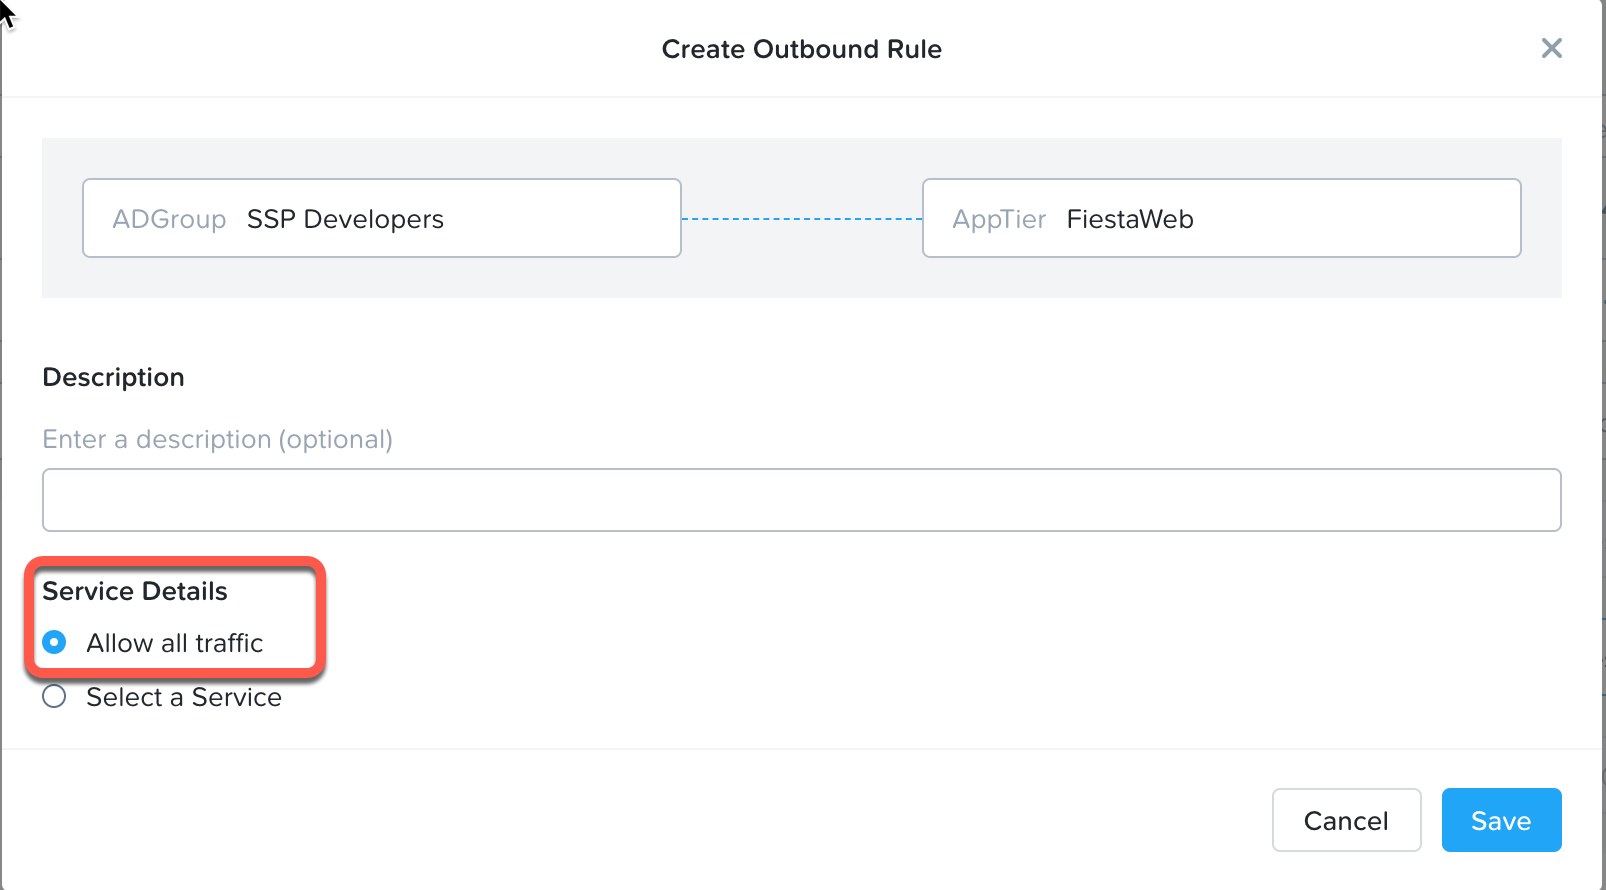 Create Outbound Rule
ADGroup SSP Developers
AppTier FiestaWeb
Description
Enter a description (optional)
Service Details
Allow all traffic
Select a Service
Cancel
Save